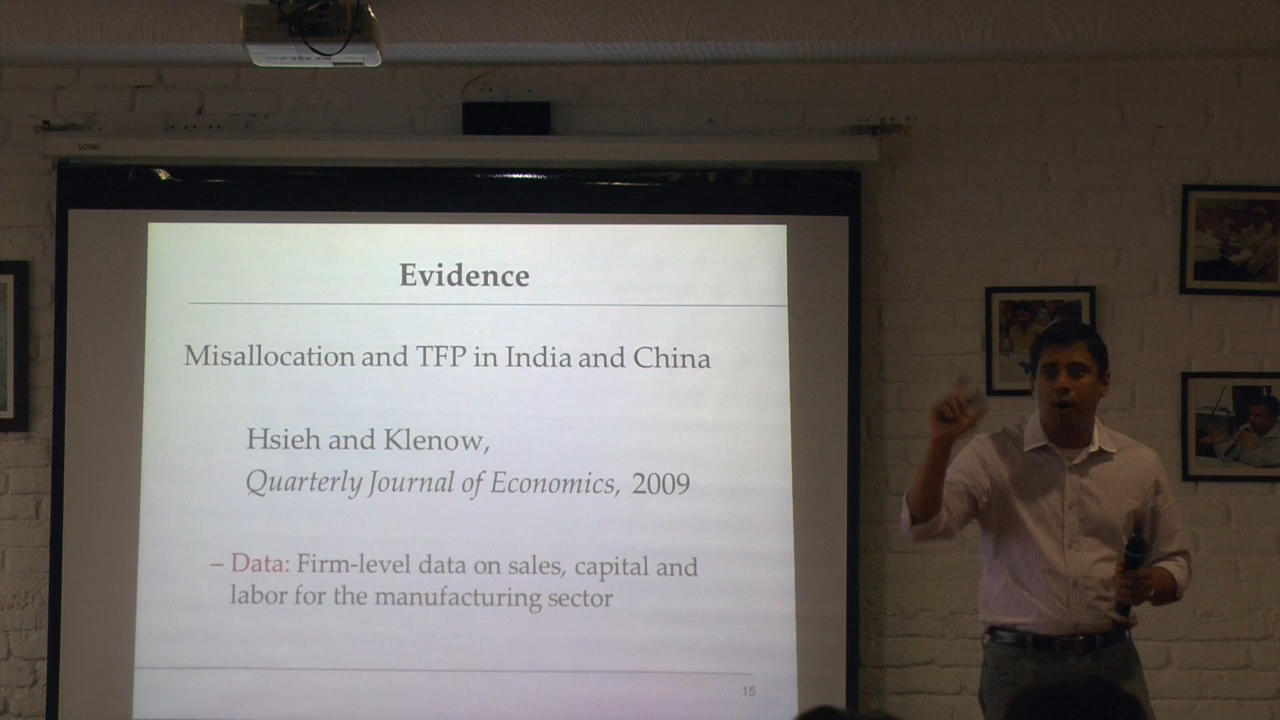 LOGIC
Evidence
Misallocation and TFP in India and China
Hsieh and Klenow,
Quarterly Journal of Economics, 2009
– Data: Firm-level data on sales, capital and
labor for the manufacturing sector
15